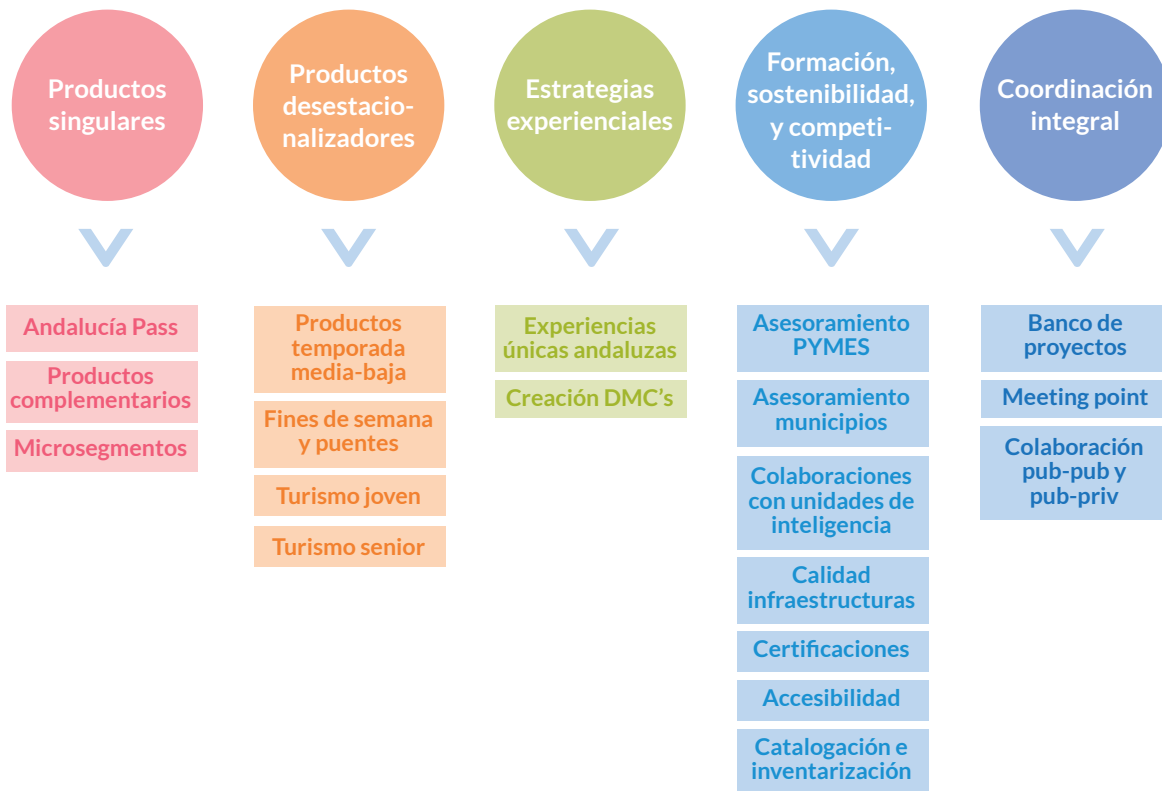 Productos
singulares
Andalucía Pass
Productos
complementarios
Microsegmentos
Productos
desestacio-
nalizadores
Productos
temporada
media-baja
Fines de semana
y puentes
Turismo joven
Turismo senior
Estrategias
experienciales
Experiencias
únicas andaluzas
Creación DMC’s
Formación,
sostenibilidad,
y competi-
tividad
Asesoramiento
PYMES
Asesoramiento
municipios
Colaboraciones
con unidades de
inteligencia
Calidad
infraestructuras
Certificaciones
Accesibilidad
Catalogación e
inventarización
Coordinación
integral
Banco de
proyectos
Meeting point
Colaboración
pub-pub y
pub-priv